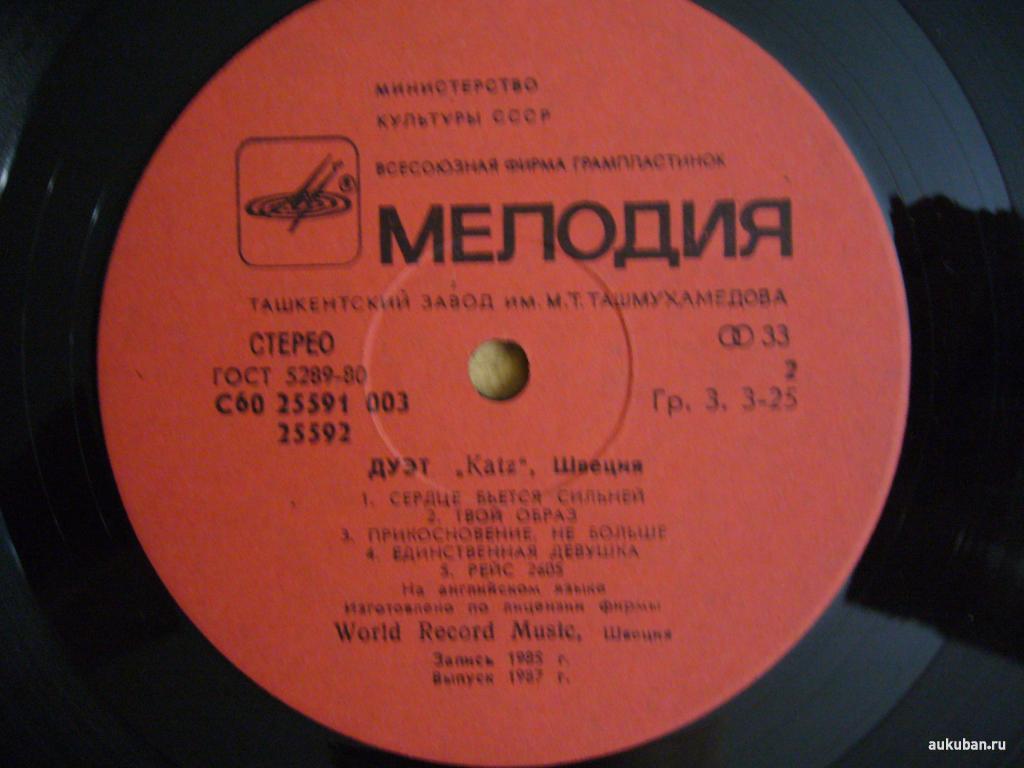 МИНИСТЕРСТВО
КУЛЬТУРЫ СССР
ВСЕСОЮЗНАЯ ФИРМА ГРАМПЛАСТИНОК
МЕЛОДИЯ
ТАШКЕНТСКИЙ ЗАВОД ИМ. М.Т. ТАШМУХАМЕДОВА
СТЕРЕО 33
ГОСТ 5289-80 2
С60 25591 003 Гр. 3. 3-25
25592
ДУЭТ „Katz", Швеция
1. СЕРДЦЕ БЬЕТСЯ СИЛЬНЕЙ
2. ТВОЙ ОБРАЗ
3. ПРИКОСНОВЕНИЕ, НЕ БОЛЬШЕ
4. ЕДИНСТВЕННАЯ ДЕВУШКА
5. РЕЙС 2605
На английском языке
Изготовлено по лицензии фирмы
World Record Music, Швеция
Запись 1985 г.
Выпуск 1987 г.
aukuban.ru